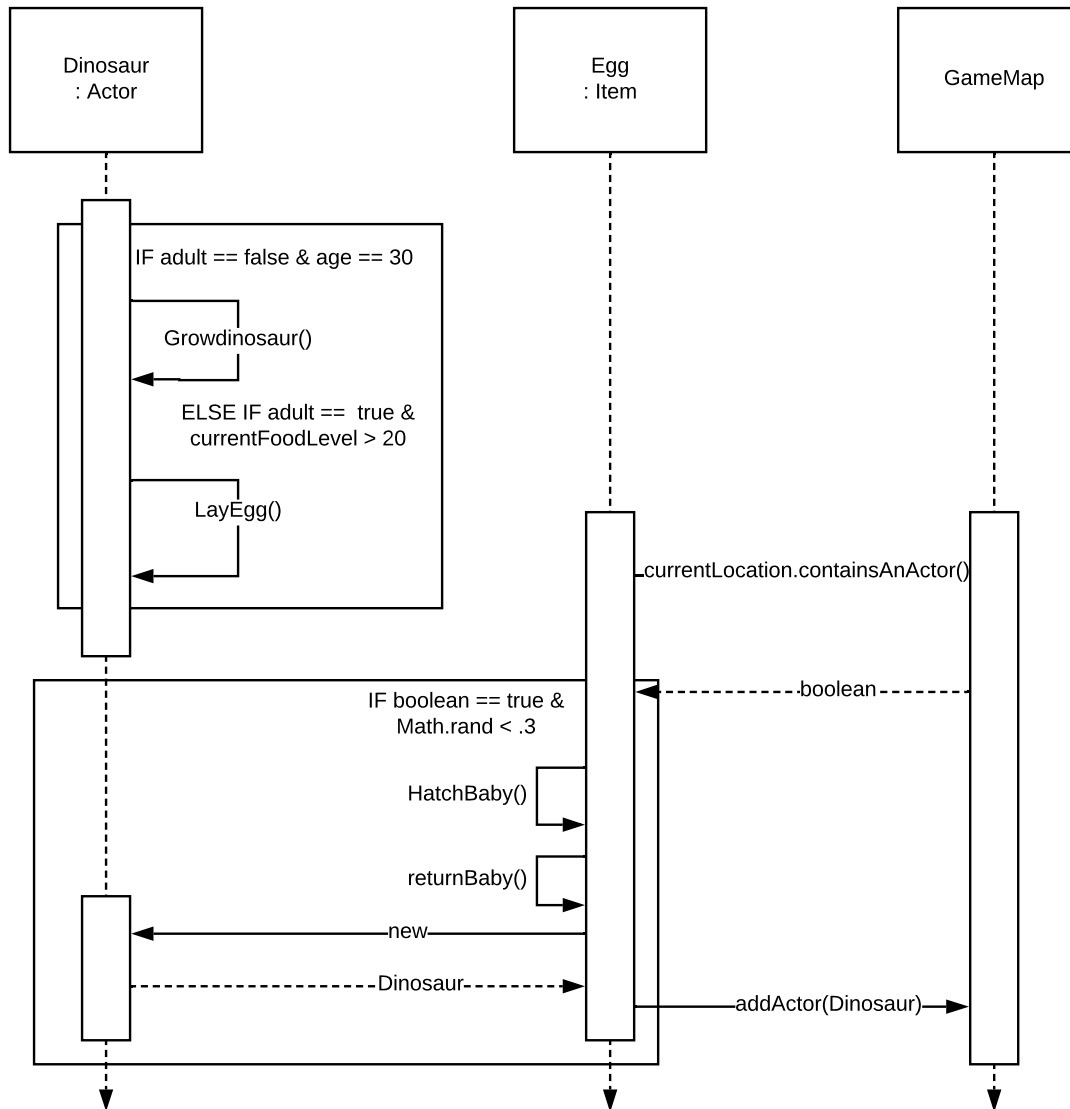 Dinosaur
: Actor
Egg
: Item
GameMap
IF adult == false & age == 30
Growdinosaur()
ELSE IF adult ==  true &
currentFoodLevel > 20
LayEgg()
currentLocation.containsAnActor()
boolean
IF boolean == true &
Math.rand < .3
HatchBaby()
returnBaby()
new
Dinosaur
addActor(Dinosaur)